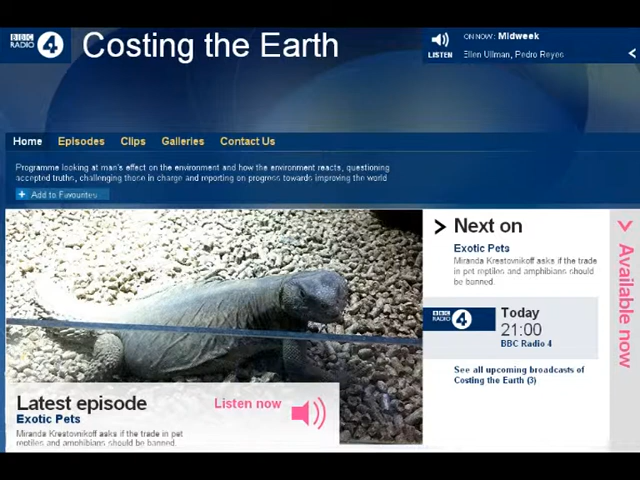 BBC RADIO 4
Costing the Earth
LISTEN
ON NOW: Midweek
Ellen Ullman, Pedro Reyes
Home Episodes Clips Galleries Contact Us
Programme looking at man's effect on the environment and how the environment reacts, questioning
accepted truths, challenging those in charge and reporting on progress towards improving the world
+ Add to Favourites
Next on
Exotic Pets
Miranda Krestovnikoff asks if the trade
in pet reptiles and amphibians should
be banned.
BBC RADIO 4
Today
21:00
BBC Radio 4
See all upcoming broadcasts of
Costing the Earth (3)
Available now
Latest episode
Exotic Pets
Miranda Krestovnikoff asks if the trade in pet
reptiles and amphibians should be banned.
Listen now